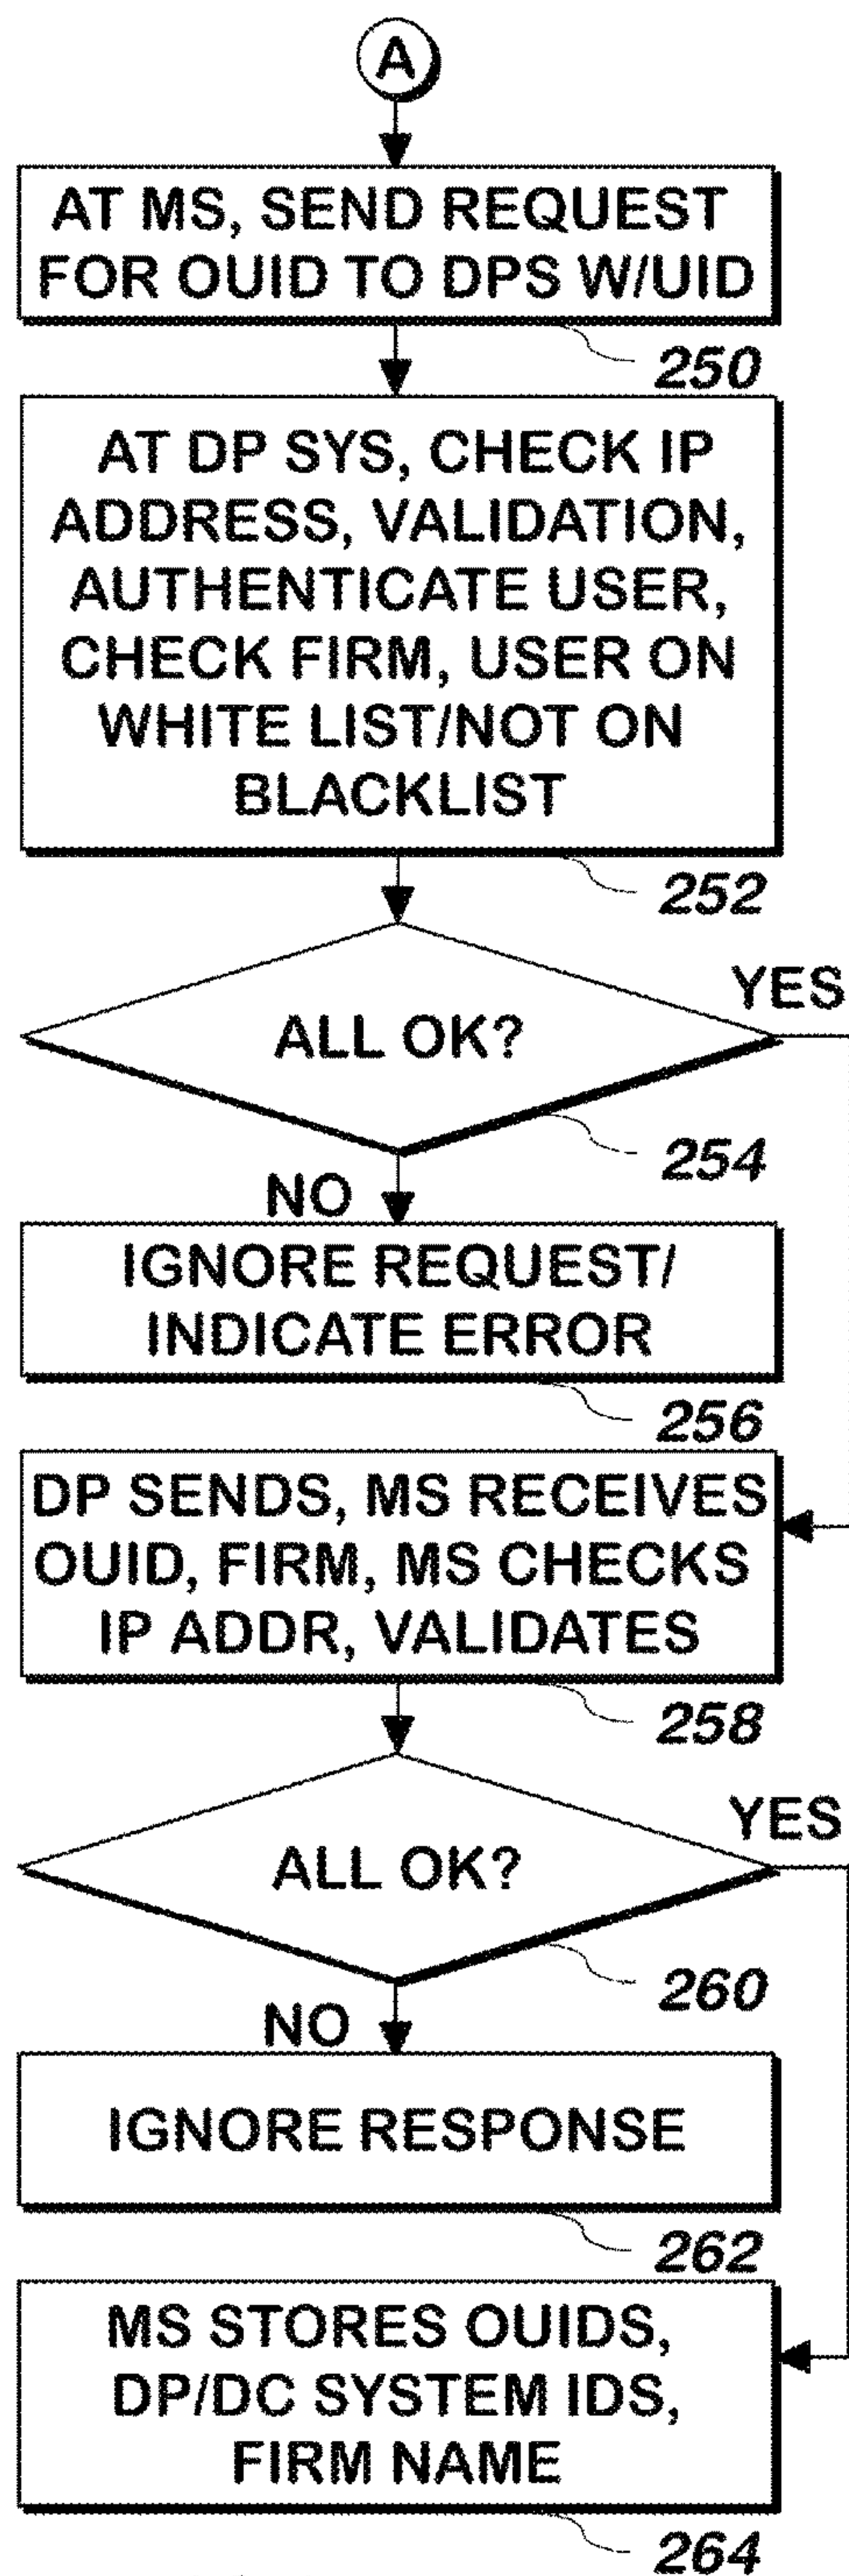 A
AT MS, SEND REQUEST
FOR OUID TO DPS W/UID
250
AT DP SYS, CHECK IP
ADDRESS, VALIDATION,
AUTHENTICATE USER,
CHECK FIRM, USER ON
WHITE LIST/NOT ON
BLACKLIST
252
YES
ALL OK?
254
NO
IGNORE REQUEST/
INDICATE ERROR
256
DP SENDS, MS RECEIVES
OUID, FIRM, MS CHECKS
IP ADDR, VALIDATES
258
YES
ALL OK?
260
NO
IGNORE RESPONSE
262
MS STORES OUIDS,
DP/DC SYSTEM IDS,
FIRM NAME
264